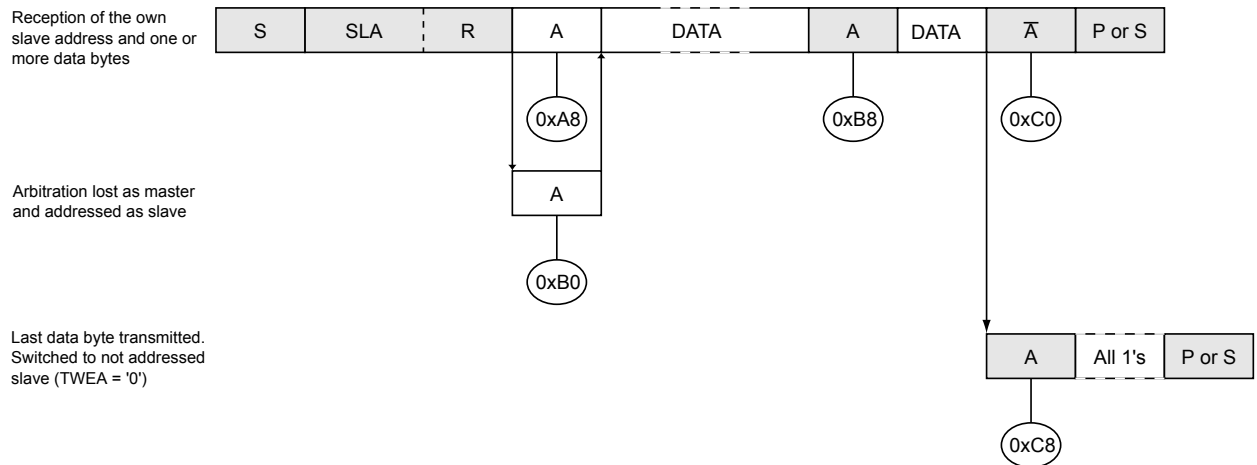 Reception of the own
slave address and one or
more data bytes
S SLA R A DATA A DATA A̅ P or S
0xA8 0xB8 0xC0
Arbitration lost as master
and addressed as slave
A
0xB0
Last data byte transmitted.
Switched to not addressed
slave (TWEA = '0')
A All 1's P or S
0xC8